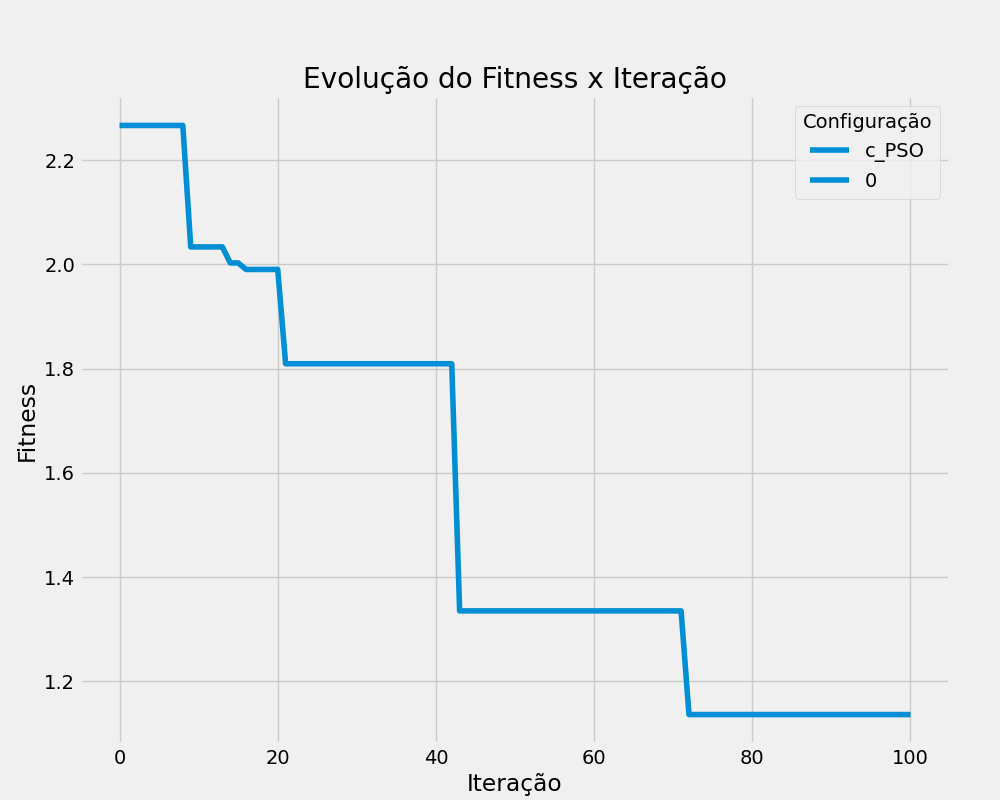 Evolução do Fitness x Iteração
Configuração
c_PSO
0
Fitness
2.2
2.0
1.8
1.6
1.4
1.2
0 20 40 60 80 100
Iteração